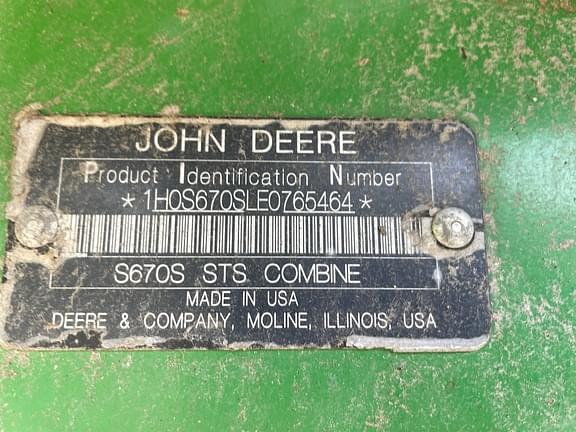 JOHN DEERE
Product Identification Number
*1H0S670SLE0765464*
S670S STS COMBINE
MADE IN USA
DEERE & COMPANY, MOLINE, ILLINOIS, USA